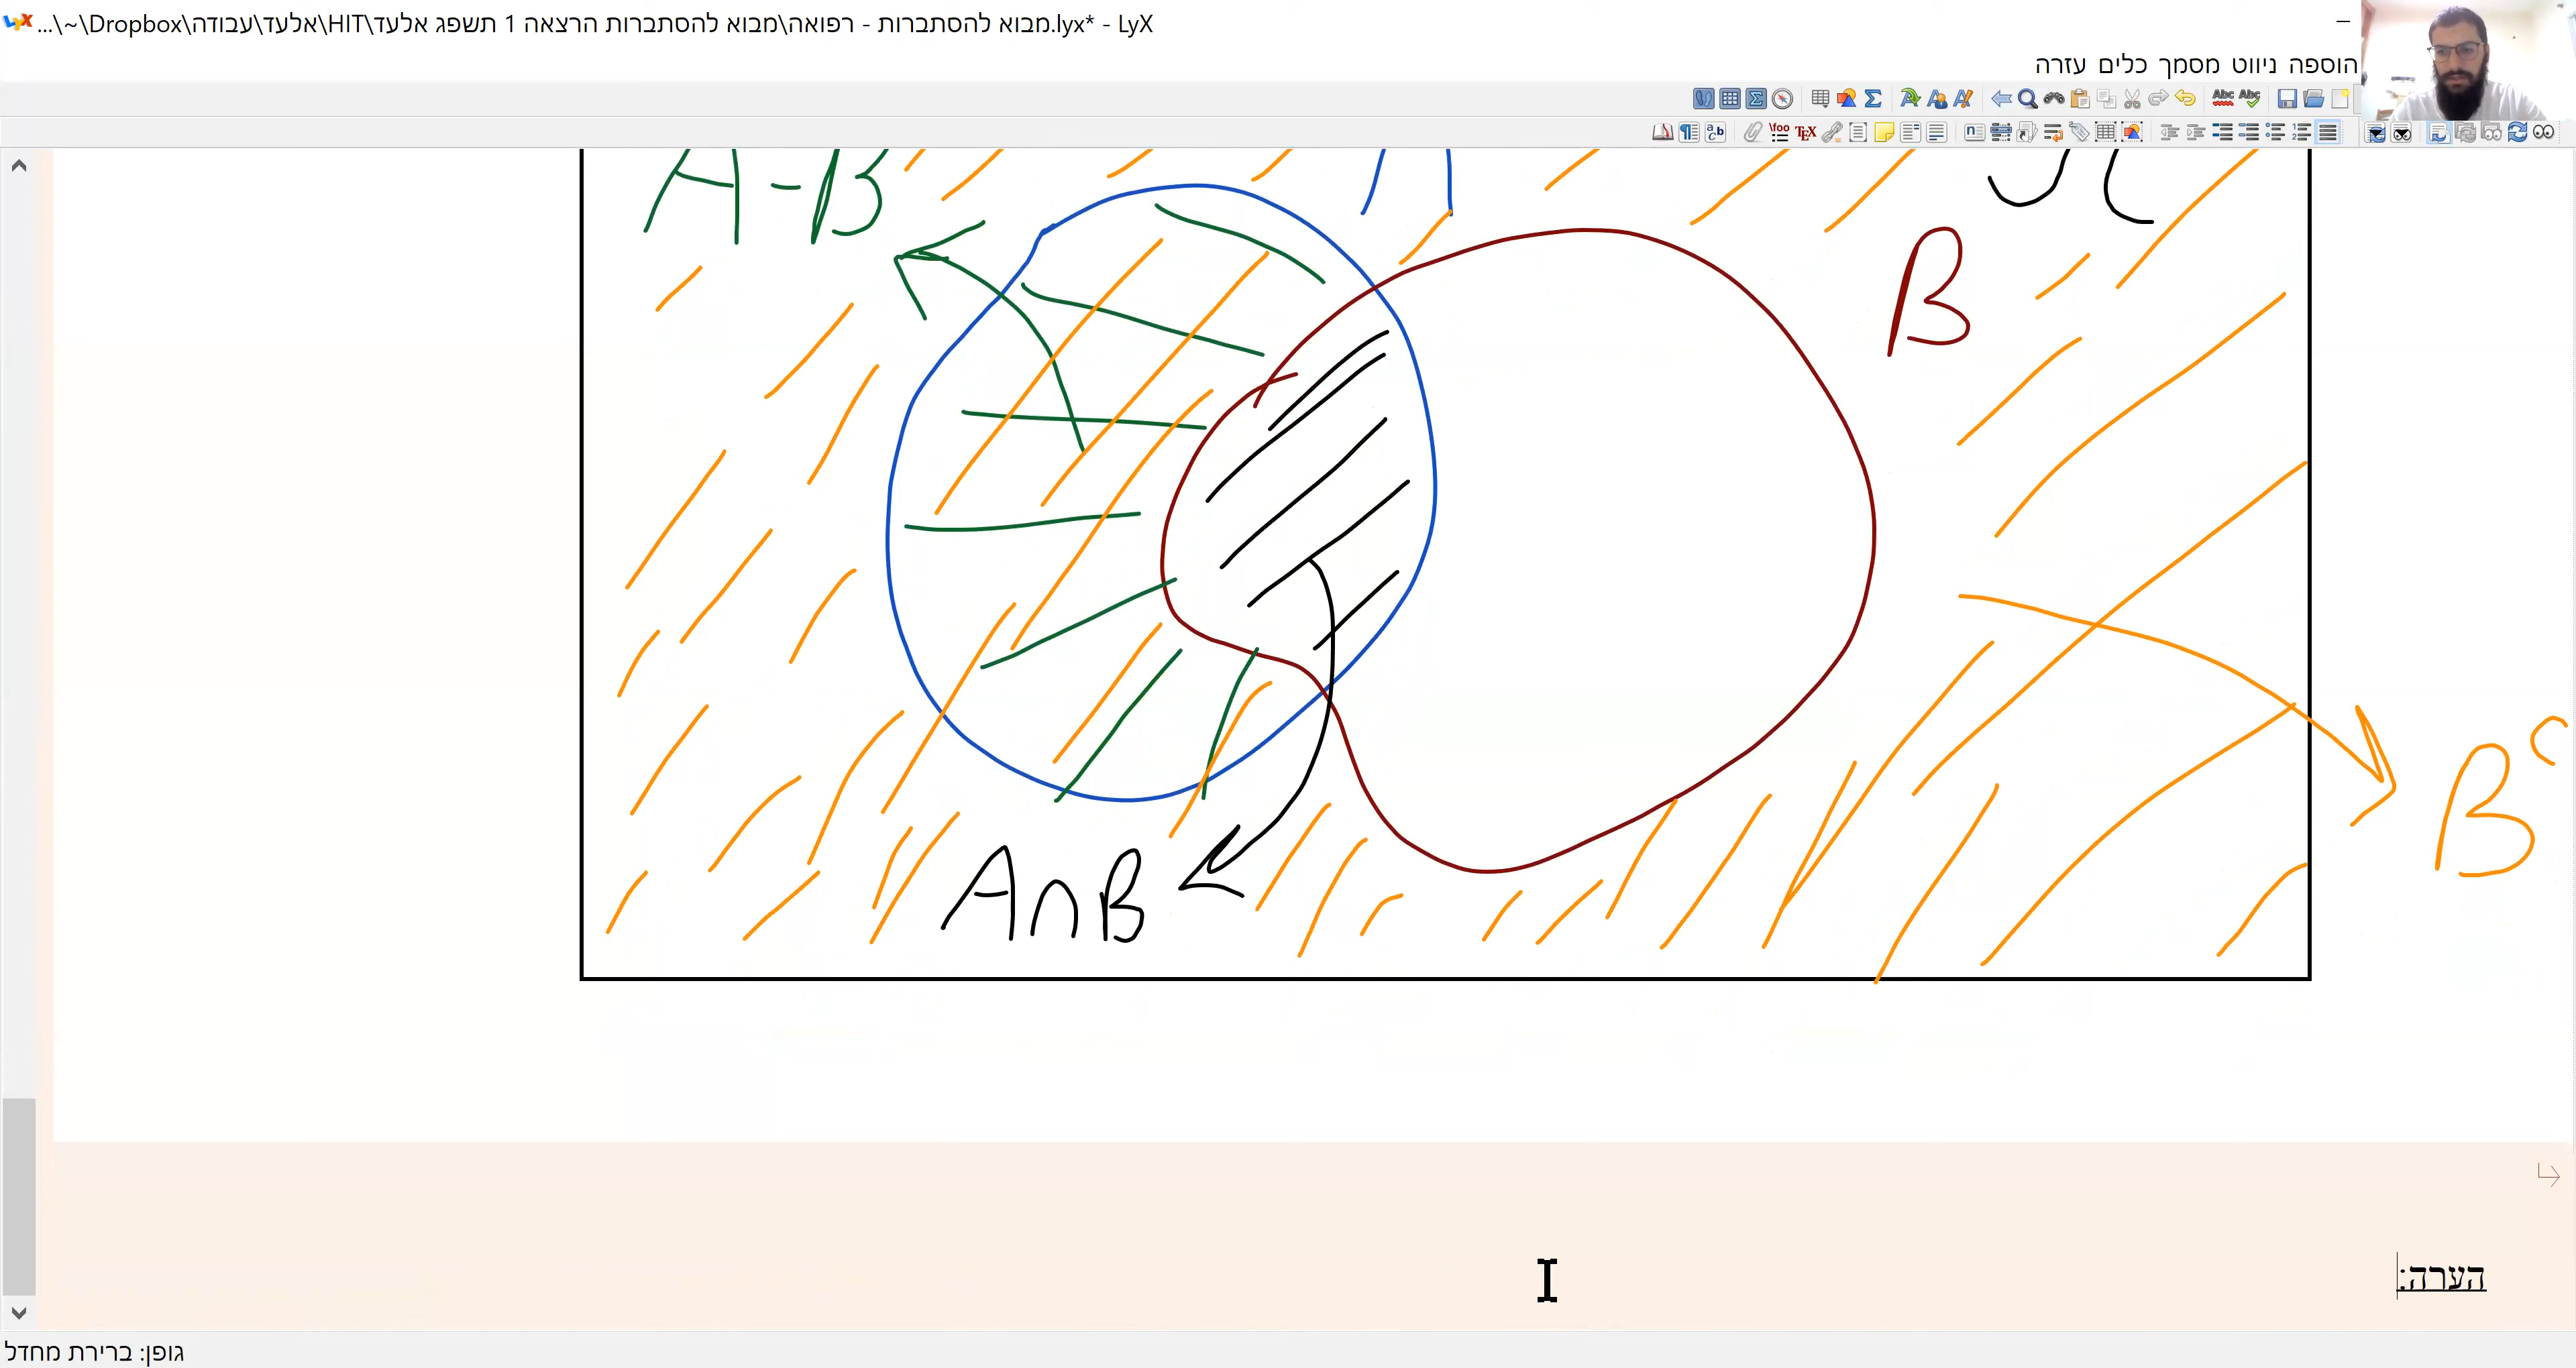 ...\~\Dropbox\אלעד\עבודה\HIT\מבוא להסתברות - רפואה\מבוא להסתברות הרצאה 1 תשפג אלעד.lyx* - LyX
הוספה ניווט מסמך כלים עזרה
A-B
B
B^c
A∩B
הערה:
גופן: ברירת מחדל